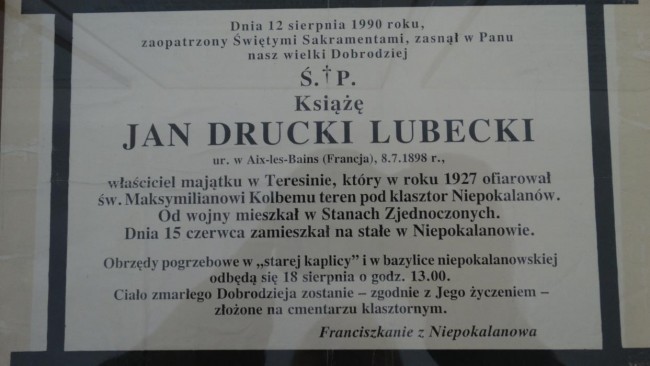 Dnia 12 sierpnia 1990 roku,
zaopatrzony Świętymi Sakramentami, zasnął w Panu
nasz wielki Dobrodziej
Ś. † P.
Książę
JAN DRUCKI LUBECKI
ur. w Aix-les-Bains (Francja), 8.7.1898 r.,
właściciel majątku w Teresinie, który w roku 1927 ofiarował
św. Maksymilianowi Kolbemu teren pod klasztor Niepokalanów.
Od wojny mieszkał w Stanach Zjednoczonych.
Dnia 15 czerwca zamieszkał na stałe w Niepokalanowie.
Obrzędy pogrzebowe w „starej kaplicy" i w bazylice niepokalanowskiej
odbędą się 18 sierpnia o godz. 13.00.
Ciało zmarłego Dobrodzieja zostanie – zgodnie z Jego życzeniem –
złożone na cmentarzu klasztornym.
Franciszkanie z Niepokalanowa